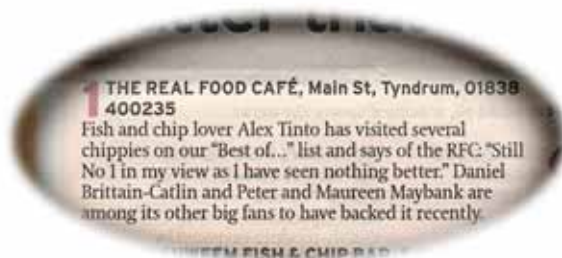 1 THE REAL FOOD CAFÉ, Main St, Tyndrum, 01838
400235
Fish and chip lover Alex Tinto has visited several
chippies on our "Best of..." list and says of the RFC: "Still
No 1 in my view as I have seen nothing better." Daniel
Brittain-Catlin and Peter and Maureen Maybank are
among its other big fans to have backed it recently.
FISH & CHIP BAR